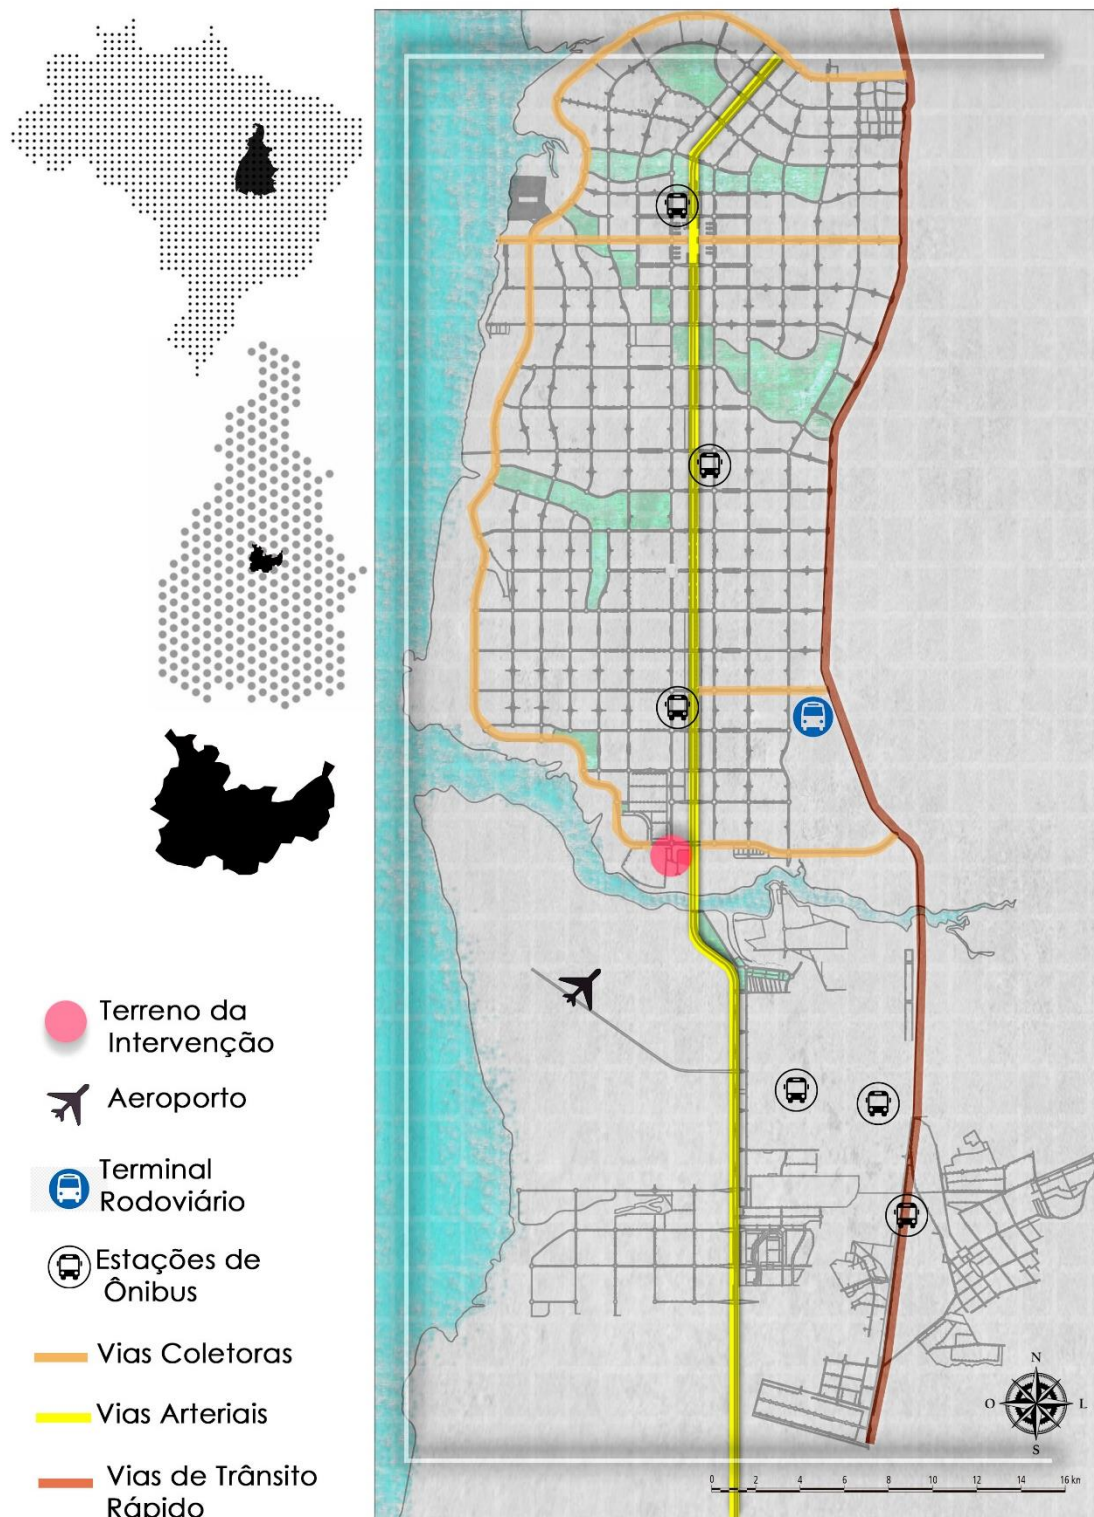 Terreno da
Intervenção
Aeroporto
Terminal
Rodoviário
Estações de
Ônibus
Vias Coletoras
Vias Arteriais
Vias de Trânsito
Rápido
N
O
L
S
0 2 4 6 8 10 12 14 16 km